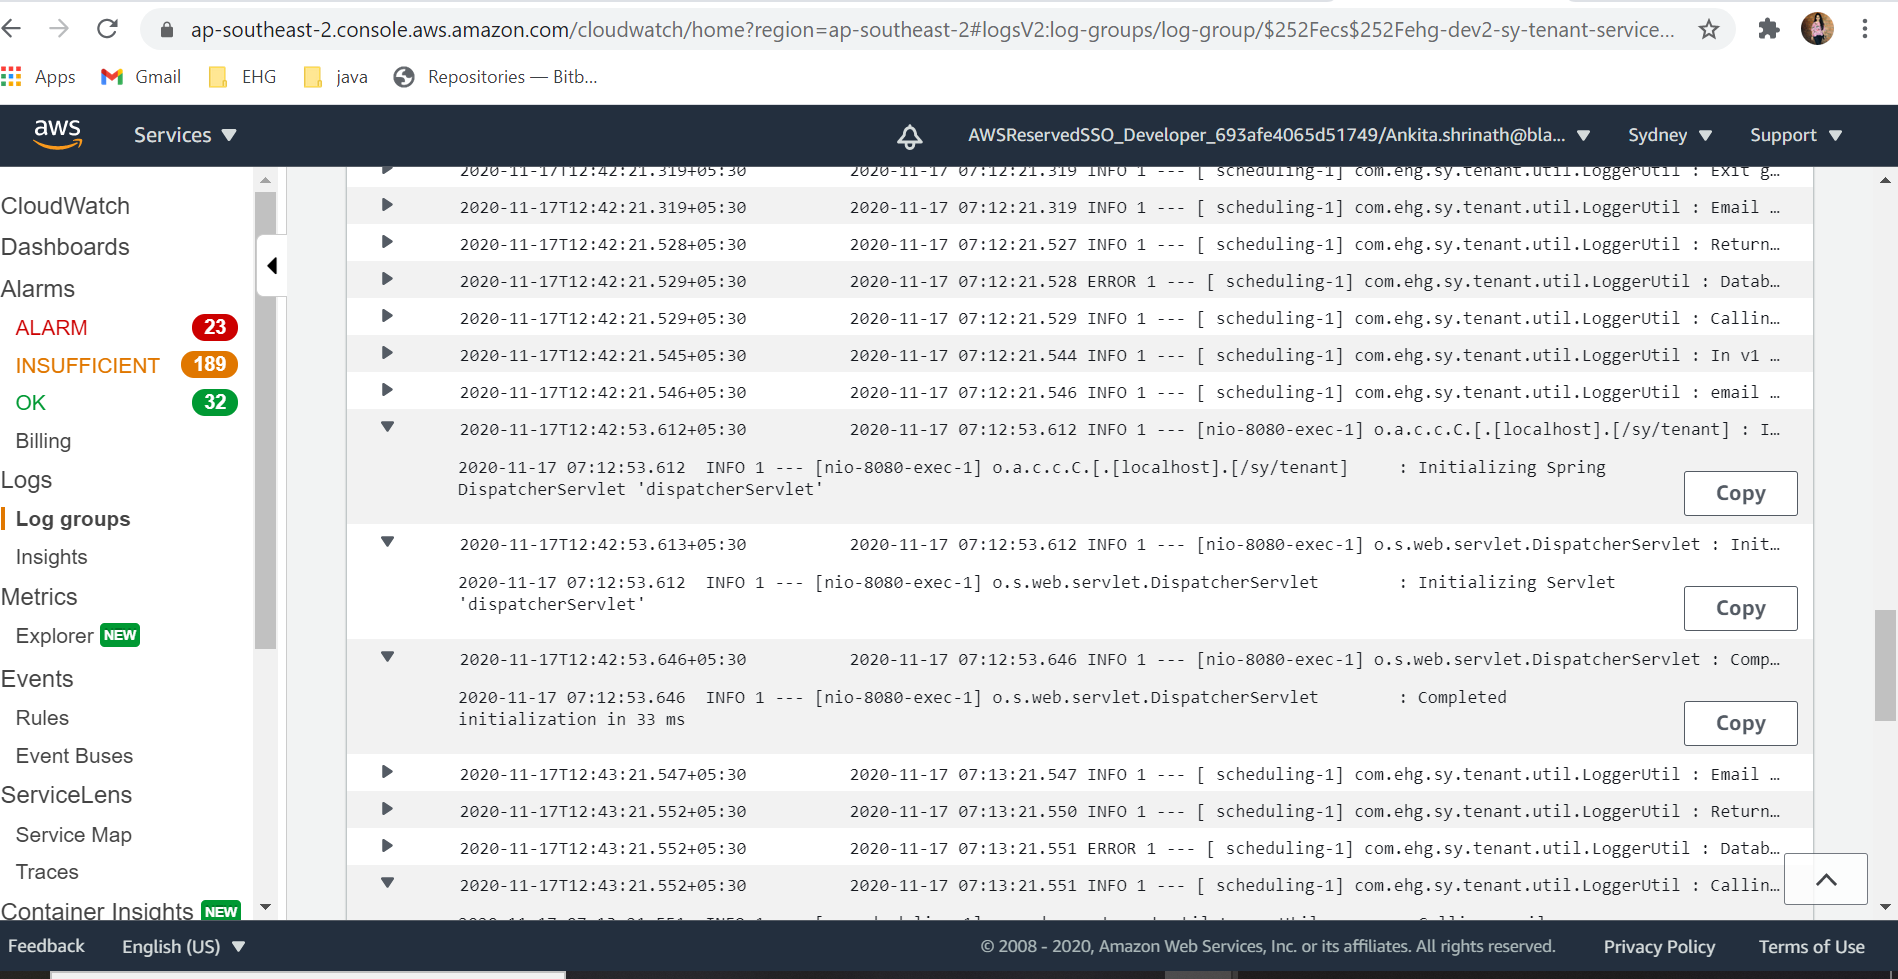 ap-southeast-2.console.aws.amazon.com/cloudwatch/home?region=ap-southeast-2#logsV2:log-groups/log-group/$252Fecs$252Fehg-dev2-sy-tenant-service...
Apps Gmail EHG java Repositories — Bitb...
aws Services AWSReservedSSO_Developer_693afe4065d51749/Ankita.shrinath@bla... Sydney Support
CloudWatch
Dashboards
Alarms
ALARM 23
INSUFFICIENT 189
OK 32
Billing
Logs
Log groups
Insights
Metrics
Explorer NEW
Events
Rules
Event Buses
ServiceLens
Service Map
Traces
Container Insights NEW
2020-11-17T12:42:21.319+05:30 2020-11-17 07:12:21.319 INFO 1 --- [ scheduling-1] com.ehg.sy.tenant.util.LoggerUtil : Exit g…
2020-11-17T12:42:21.319+05:30 2020-11-17 07:12:21.319 INFO 1 --- [ scheduling-1] com.ehg.sy.tenant.util.LoggerUtil : Email …
2020-11-17T12:42:21.528+05:30 2020-11-17 07:12:21.527 INFO 1 --- [ scheduling-1] com.ehg.sy.tenant.util.LoggerUtil : Return…
2020-11-17T12:42:21.529+05:30 2020-11-17 07:12:21.528 ERROR 1 --- [ scheduling-1] com.ehg.sy.tenant.util.LoggerUtil : Datab…
2020-11-17T12:42:21.529+05:30 2020-11-17 07:12:21.529 INFO 1 --- [ scheduling-1] com.ehg.sy.tenant.util.LoggerUtil : Callin…
2020-11-17T12:42:21.545+05:30 2020-11-17 07:12:21.544 INFO 1 --- [ scheduling-1] com.ehg.sy.tenant.util.LoggerUtil : In v1 …
2020-11-17T12:42:21.546+05:30 2020-11-17 07:12:21.546 INFO 1 --- [ scheduling-1] com.ehg.sy.tenant.util.LoggerUtil : email …
2020-11-17T12:42:53.612+05:30 2020-11-17 07:12:53.612 INFO 1 --- [nio-8080-exec-1] o.a.c.c.C.[.[localhost].[/sy/tenant] : I…
2020-11-17 07:12:53.612 INFO 1 --- [nio-8080-exec-1] o.a.c.c.C.[.[localhost].[/sy/tenant] : Initializing Spring
DispatcherServlet 'dispatcherServlet'
Copy
2020-11-17T12:42:53.613+05:30 2020-11-17 07:12:53.612 INFO 1 --- [nio-8080-exec-1] o.s.web.servlet.DispatcherServlet : Init…
2020-11-17 07:12:53.612 INFO 1 --- [nio-8080-exec-1] o.s.web.servlet.DispatcherServlet : Initializing Servlet
'dispatcherServlet'
Copy
2020-11-17T12:42:53.646+05:30 2020-11-17 07:12:53.646 INFO 1 --- [nio-8080-exec-1] o.s.web.servlet.DispatcherServlet : Comp…
2020-11-17 07:12:53.646 INFO 1 --- [nio-8080-exec-1] o.s.web.servlet.DispatcherServlet : Completed
initialization in 33 ms
Copy
2020-11-17T12:43:21.547+05:30 2020-11-17 07:13:21.547 INFO 1 --- [ scheduling-1] com.ehg.sy.tenant.util.LoggerUtil : Email …
2020-11-17T12:43:21.552+05:30 2020-11-17 07:13:21.550 INFO 1 --- [ scheduling-1] com.ehg.sy.tenant.util.LoggerUtil : Return…
2020-11-17T12:43:21.552+05:30 2020-11-17 07:13:21.551 ERROR 1 --- [ scheduling-1] com.ehg.sy.tenant.util.LoggerUtil : Datab…
2020-11-17T12:43:21.552+05:30 2020-11-17 07:13:21.551 INFO 1 --- [ scheduling-1] com.ehg.sy.tenant.util.LoggerUtil : Callin…
Feedback English (US) © 2008 - 2020, Amazon Web Services, Inc. or its affiliates. All rights reserved. Privacy Policy Terms of Use